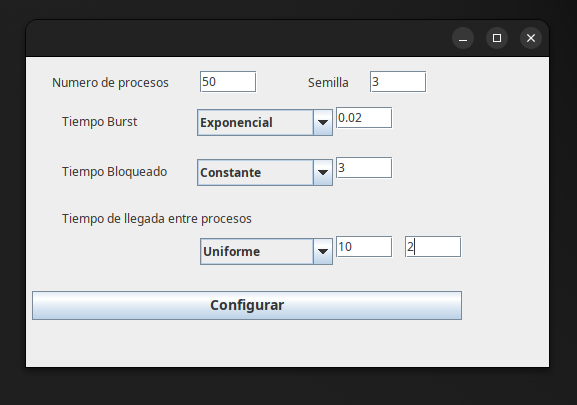 Numero de procesos 50 Semilla 3
Tiempo Burst Exponencial 0.02
Tiempo Bloqueado Constante 3
Tiempo de llegada entre procesos
Uniforme 10 2
Configurar